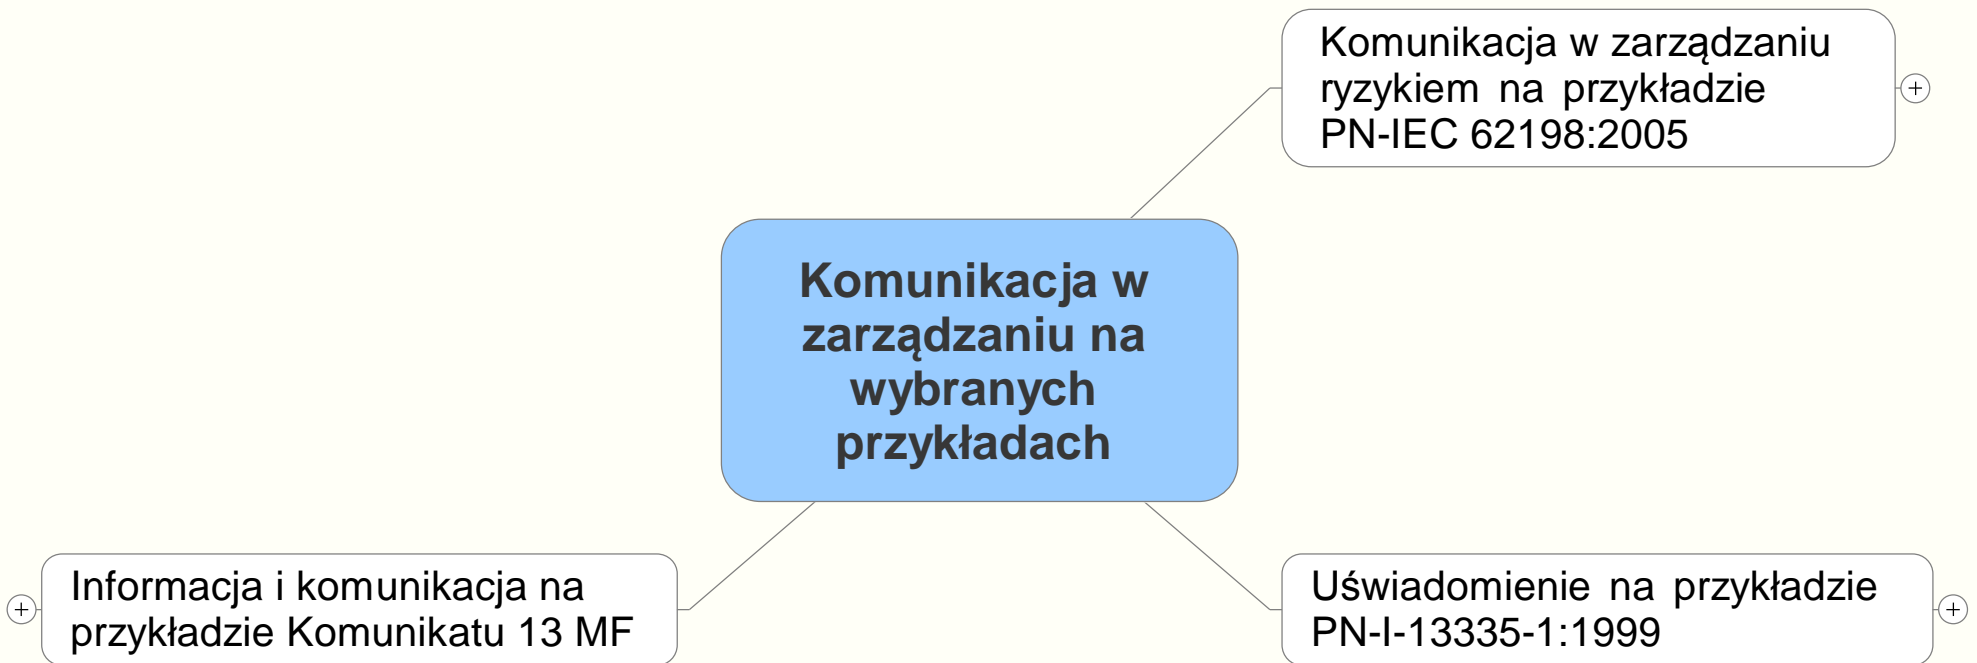 Komunikacja w zarządzaniu
ryzykiem na przykładzie
PN-IEC 62198:2005
Komunikacja w
zarządzaniu na
wybranych
przykładach
Informacja i komunikacja na
przykładzie Komunikatu 13 MF
Uświadomienie na przykładzie
PN-I-13335-1:1999